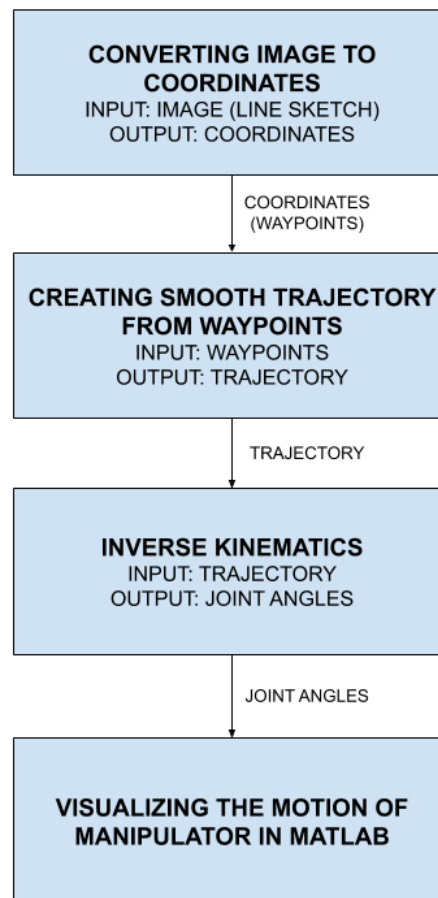 CONVERTING IMAGE TO
COORDINATES
INPUT: IMAGE (LINE SKETCH)
OUTPUT: COORDINATES
COORDINATES
(WAYPOINTS)
CREATING SMOOTH TRAJECTORY
FROM WAYPOINTS
INPUT: WAYPOINTS
OUTPUT: TRAJECTORY
TRAJECTORY
INVERSE KINEMATICS
INPUT: TRAJECTORY
OUTPUT: JOINT ANGLES
JOINT ANGLES
VISUALIZING THE MOTION OF
MANIPULATOR IN MATLAB